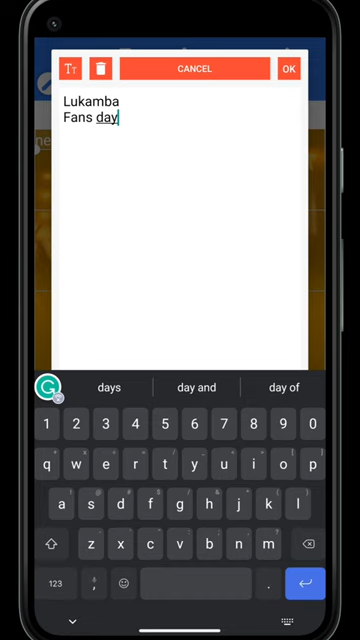 TT
CANCEL
OK
Lukamba
Fans day
days
day and
day of
1 2 3 4 5 6 7 8 9 0
q w e r t y u i o p
a s d f g h j k l
z x c v b n m
123
, .